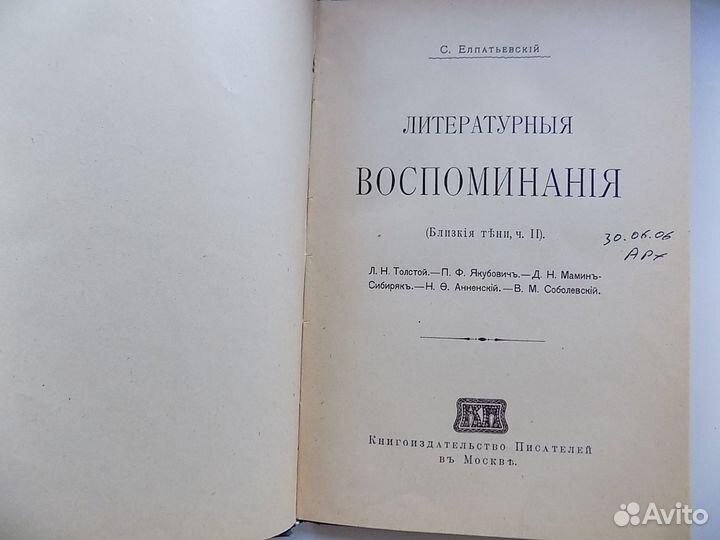 С. Елпатьевскій
ЛИТЕРАТУРНЫЯ
ВОСПОМИНАНІЯ
(Близкія тѣни, ч. II).
30.06.06
Арх
Л. Н. Толстой.—П. Ф. Якубовичъ.—Д. Н. Маминъ-
Сибирякъ.—Н. Ѳ. Анненскій.—В. М. Соболевскій.
КП
Книгоиздательство Писателей
въ Москвѣ.
Avito